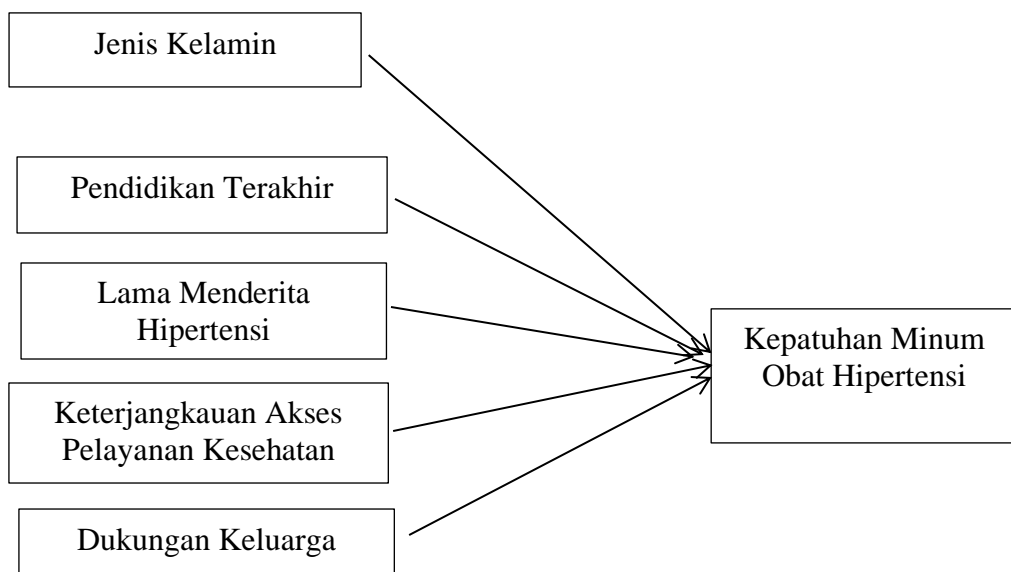 Jenis Kelamin
Pendidikan Terakhir
Lama Menderita
Hipertensi
Keterjangkauan Akses
Pelayanan Kesehatan
Dukungan Keluarga
Kepatuhan Minum
Obat Hipertensi